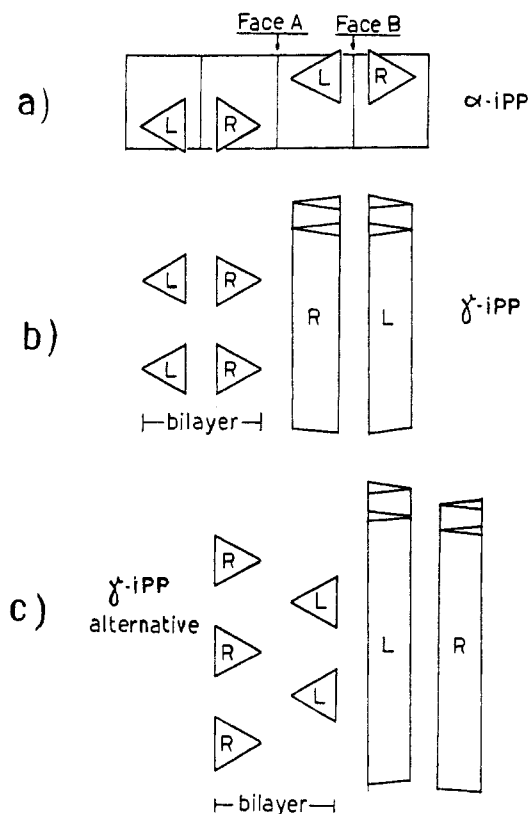 Face A Face B
a) L R L R α-iPP
b) L R R L γ-iPP
L R
bilayer
c) γ-iPP alternative
R
L
R L R
L
R
bilayer